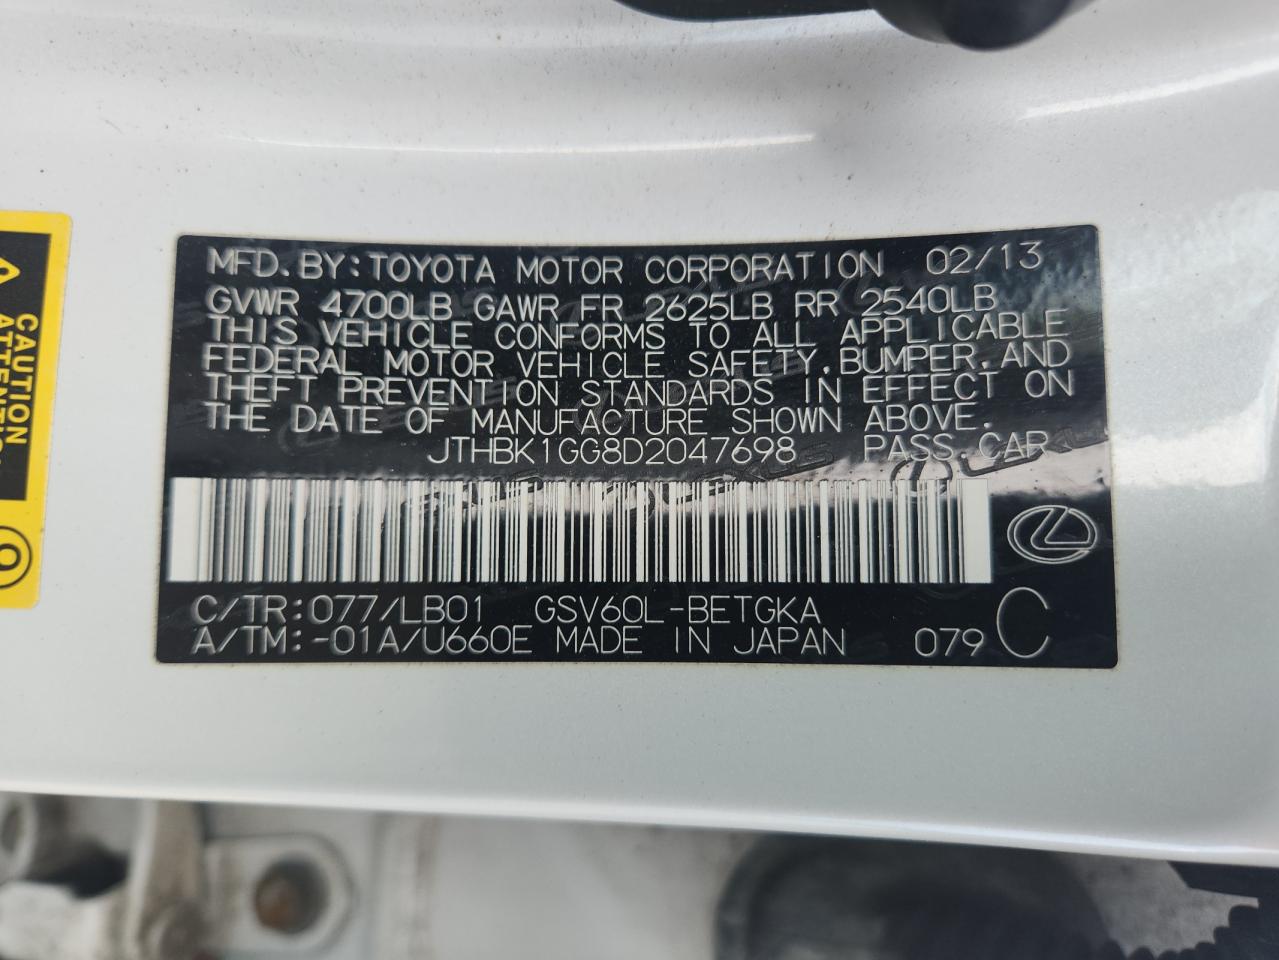 MFD.BY:TOYOTA MOTOR CORPORATION 02/13
GVWR 4700LB GAWR FR 2625LB RR 2540LB
THIS VEHICLE CONFORMS TO ALL APPLICABLE
FEDERAL MOTOR VEHICLE SAFETY,BUMPER,AND
THEFT PREVENTION STANDARDS IN EFFECT ON
THE DATE OF MANUFACTURE SHOWN ABOVE.
JTHBK1GG8D2047698 PASS.CAR
C/TR:077/LB01 GSV60L-BETGKA
A/TM:-01A/U660E MADE IN JAPAN 079 C
CAUTION